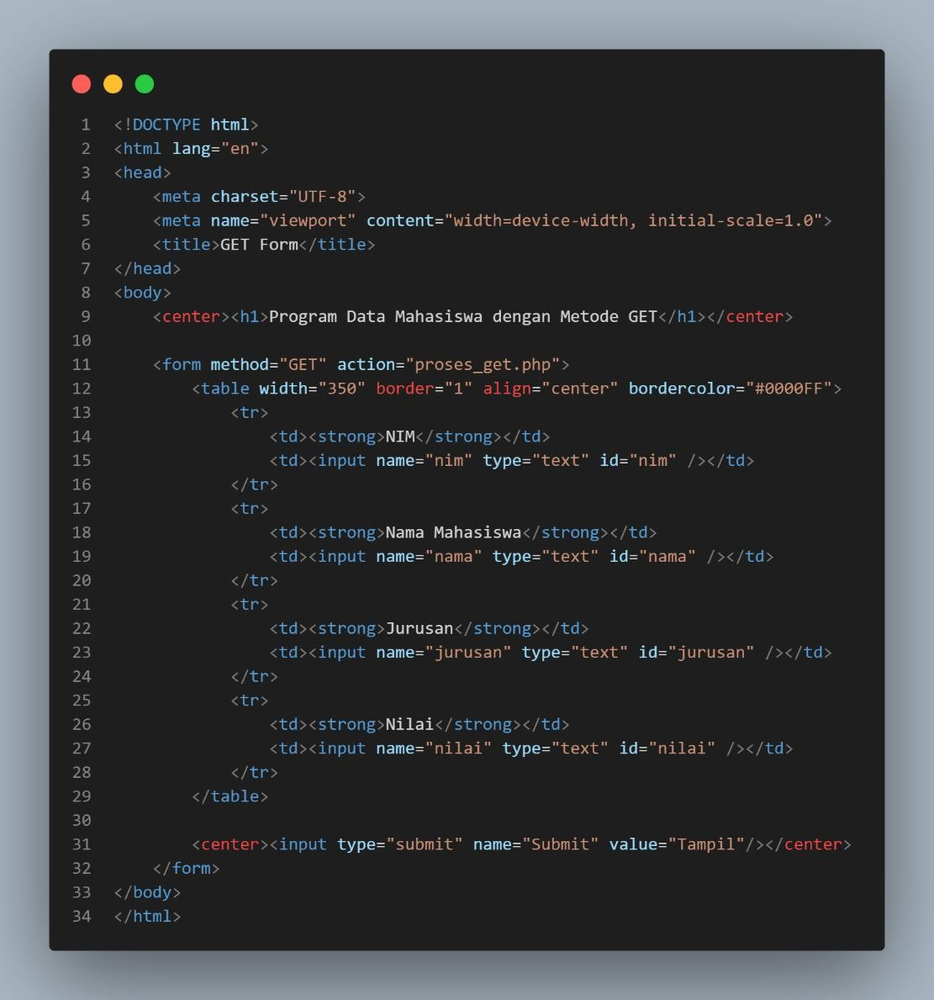 1 <!DOCTYPE html>
2 <html lang="en">
3 <head>
4     <meta charset="UTF-8">
5     <meta name="viewport" content="width=device-width, initial-scale=1.0">
6     <title>GET Form</title>
7 </head>
8 <body>
9     <center><h1>Program Data Mahasiswa dengan Metode GET</h1></center>
10
11     <form method="GET" action="proses_get.php">
12         <table width="350" border="1" align="center" bordercolor="#0000FF">
13             <tr>
14                 <td><strong>NIM</strong></td>
15                 <td><input name="nim" type="text" id="nim" /></td>
16             </tr>
17             <tr>
18                 <td><strong>Nama Mahasiswa</strong></td>
19                 <td><input name="nama" type="text" id="nama" /></td>
20             </tr>
21             <tr>
22                 <td><strong>Jurusan</strong></td>
23                 <td><input name="jurusan" type="text" id="jurusan" /></td>
24             </tr>
25             <tr>
26                 <td><strong>Nilai</strong></td>
27                 <td><input name="nilai" type="text" id="nilai" /></td>
28             </tr>
29         </table>
30
31         <center><input type="submit" name="Submit" value="Tampil"/></center>
32     </form>
33 </body>
34 </html>